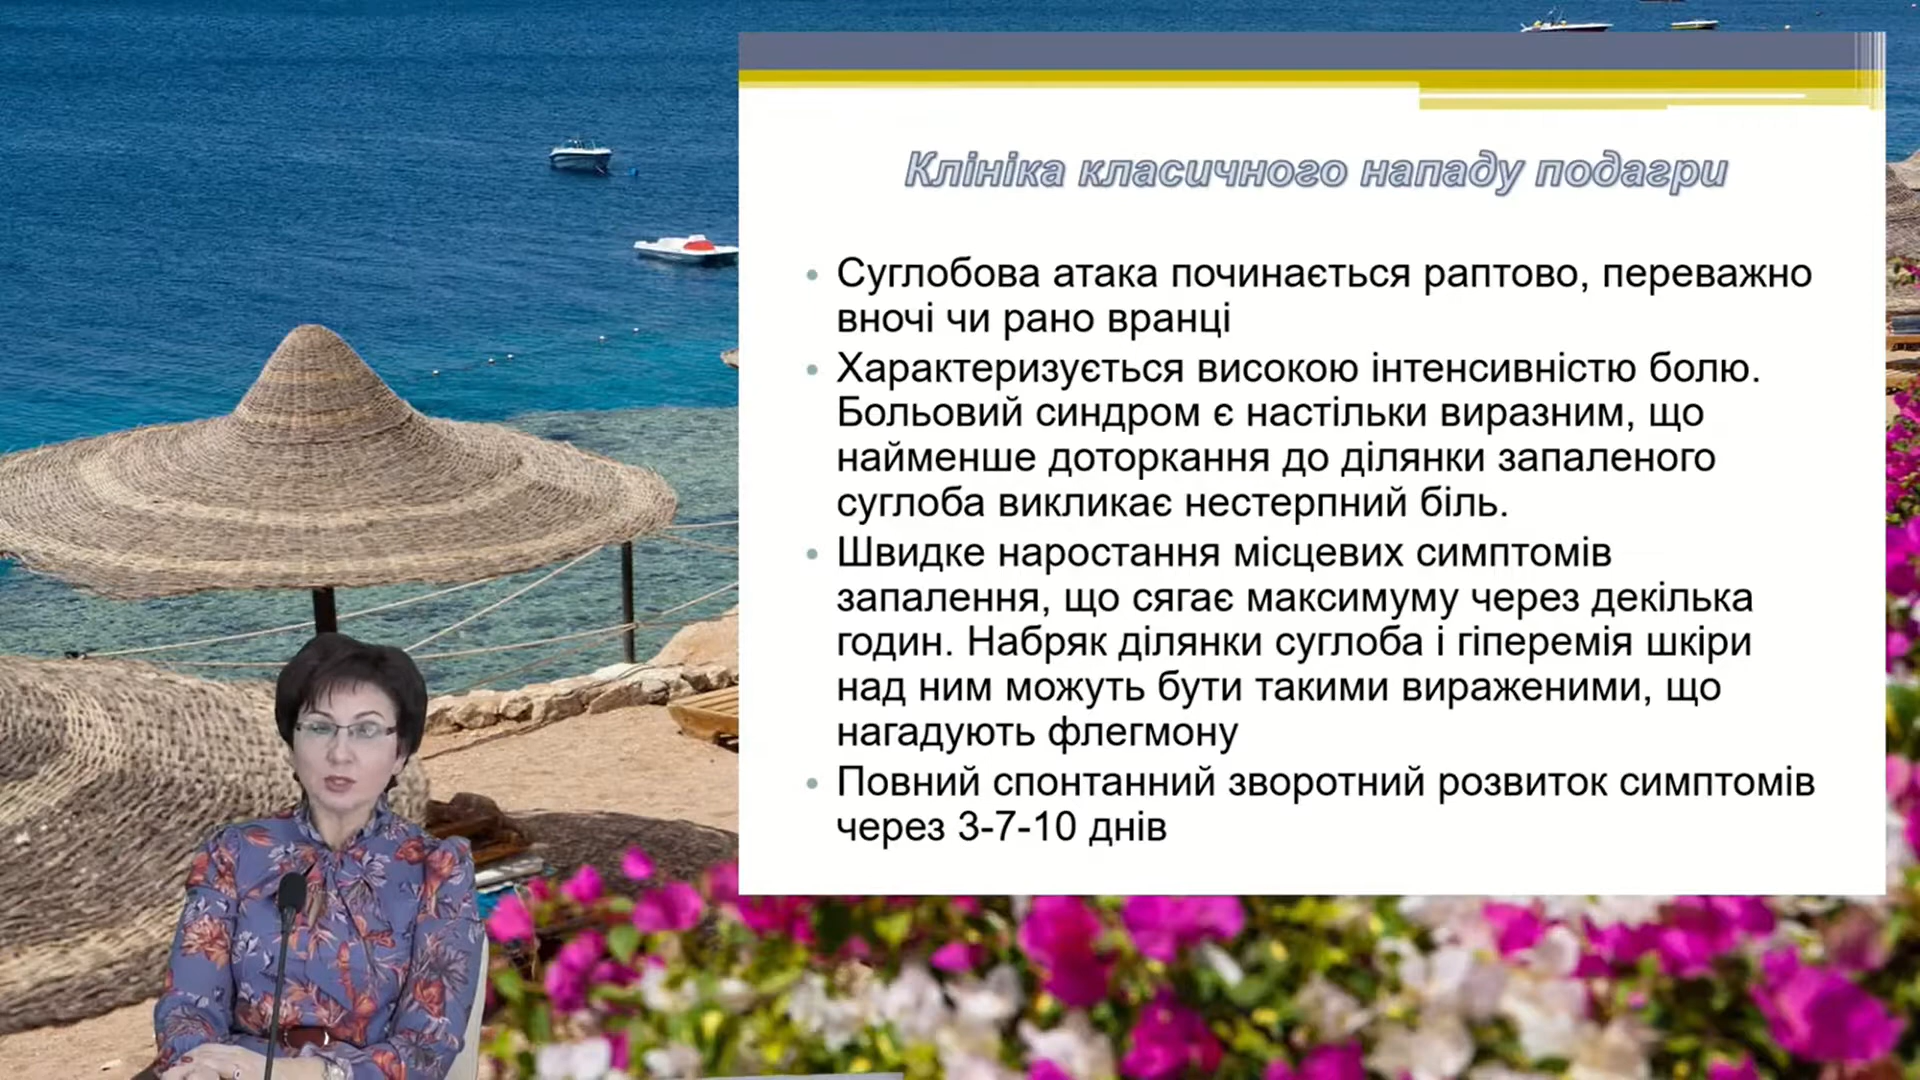 Клініка класичного нападу подагри
• Суглобова атака починається раптово, переважно
вночі чи рано вранці
• Характеризується високою інтенсивністю болю.
Больовий синдром є настільки виразним, що
найменше доторкання до ділянки запаленого
суглоба викликає нестерпний біль.
• Швидке наростання місцевих симптомів
запалення, що сягає максимуму через декілька
годин. Набряк ділянки суглоба і гіперемія шкіри
над ним можуть бути такими вираженими, що
нагадують флегмону
• Повний спонтанний зворотний розвиток симптомів
через 3-7-10 днів